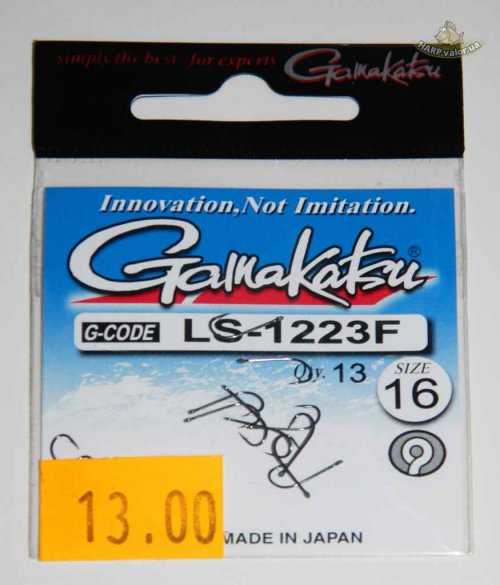 HARP.valor.ua
simply the best for experts
Gamakatsu
Innovation, Not Imitation.
Gamakatsu®
G-CODE LS-1223F
Qty. 13
SIZE
16
13.00
MADE IN JAPAN